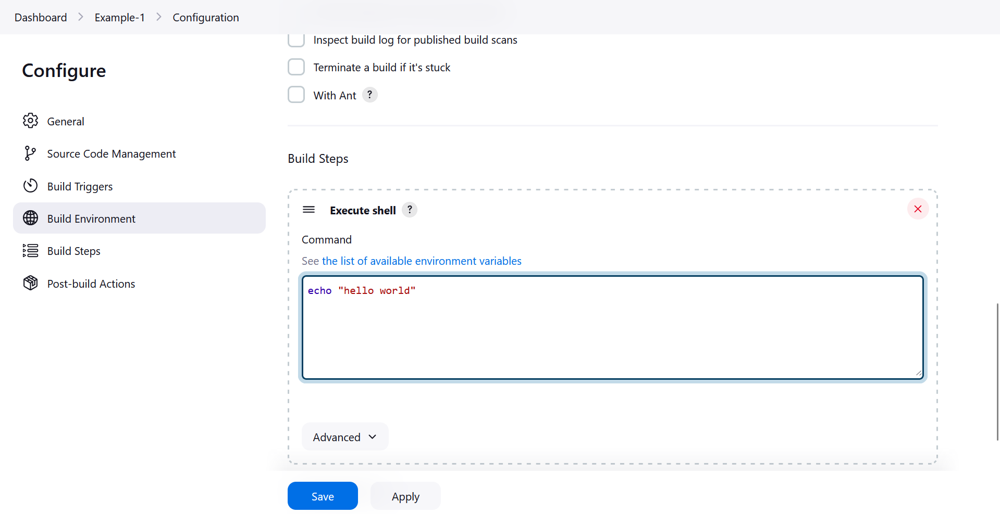 Dashboard > Example-1 > Configuration
Configure
General
Source Code Management
Build Triggers
Build Environment
Build Steps
Post-build Actions
Inspect build log for published build scans
Terminate a build if it's stuck
With Ant ?
Build Steps
Execute shell ?
Command
See the list of available environment variables
echo "hello world"
Advanced
Save
Apply